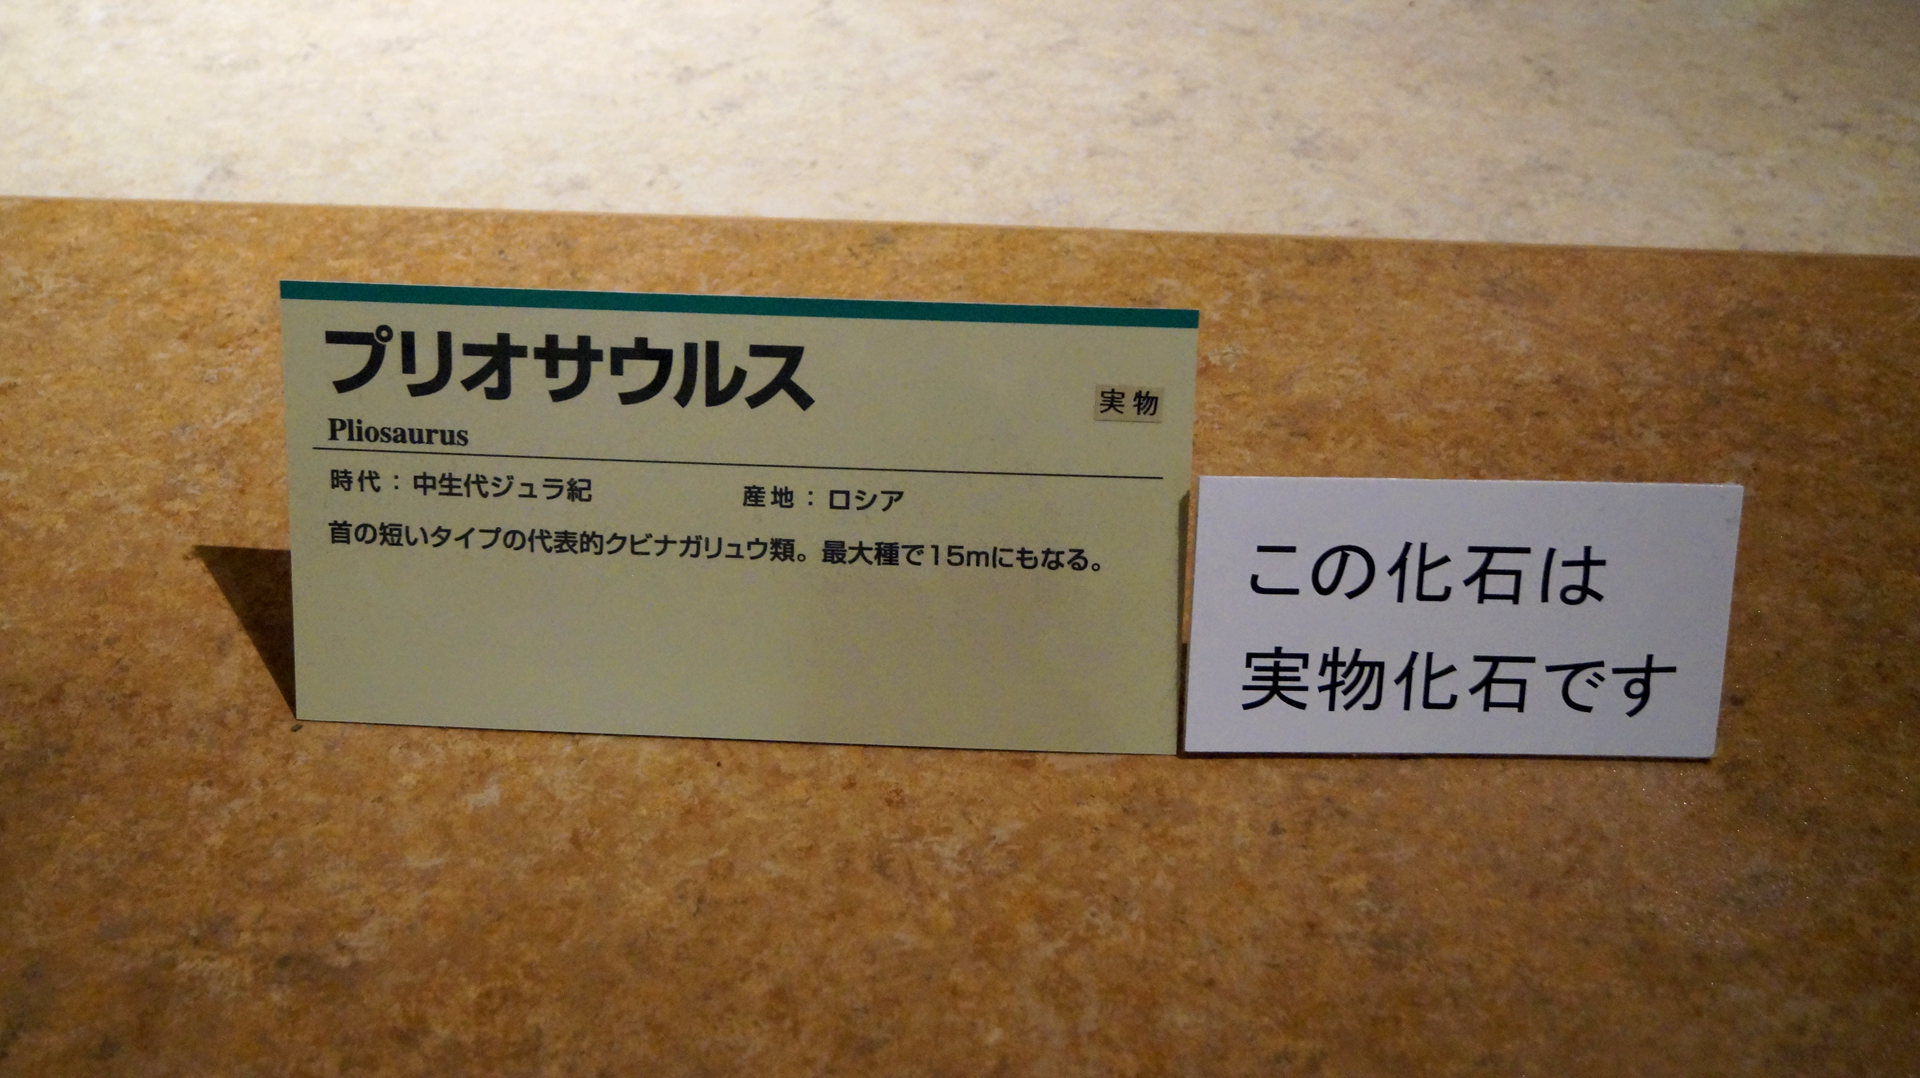 プリオサウルス
実物
Pliosaurus
時代：中生代ジュラ紀
産地：ロシア
首の短いタイプの代表的クビナガリュウ類。最大種で15mにもなる。
この化石は
実物化石です